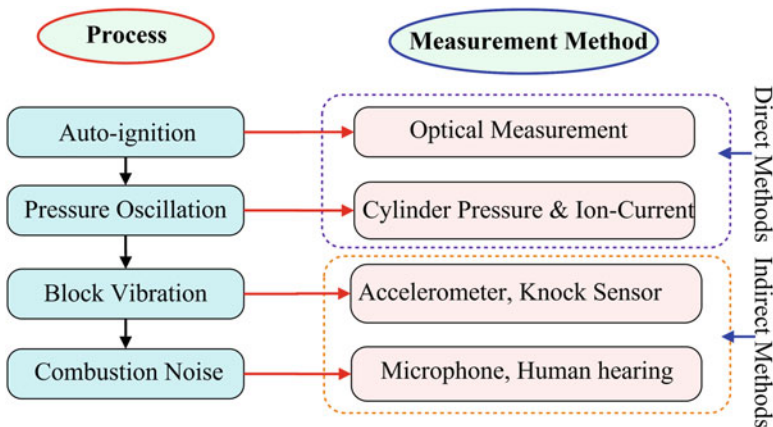 Process
Measurement Method
Auto-ignition
Optical Measurement
Pressure Oscillation
Cylinder Pressure & Ion-Current
Direct Methods
Block Vibration
Accelerometer, Knock Sensor
Combustion Noise
Microphone, Human hearing
Indirect Methods